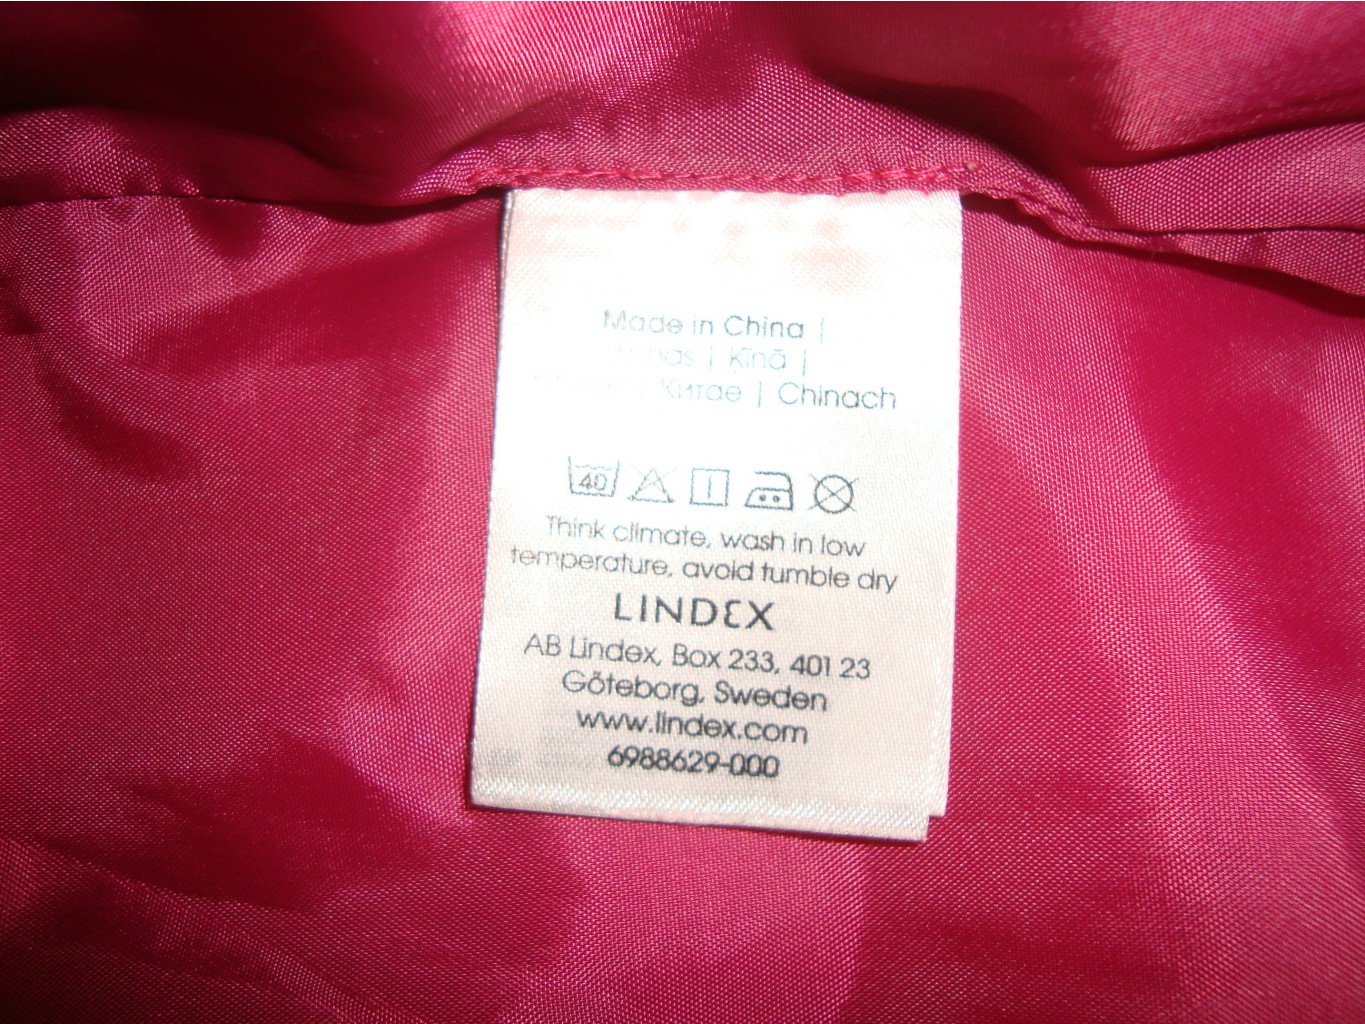 Made in China |
| Ķīnā |
| Китае | Chinach
40
Think climate, wash in low
temperature, avoid tumble dry
LINDEX
AB Lindex, Box 233, 401 23
Göteborg, Sweden
www.lindex.com
6988629-000